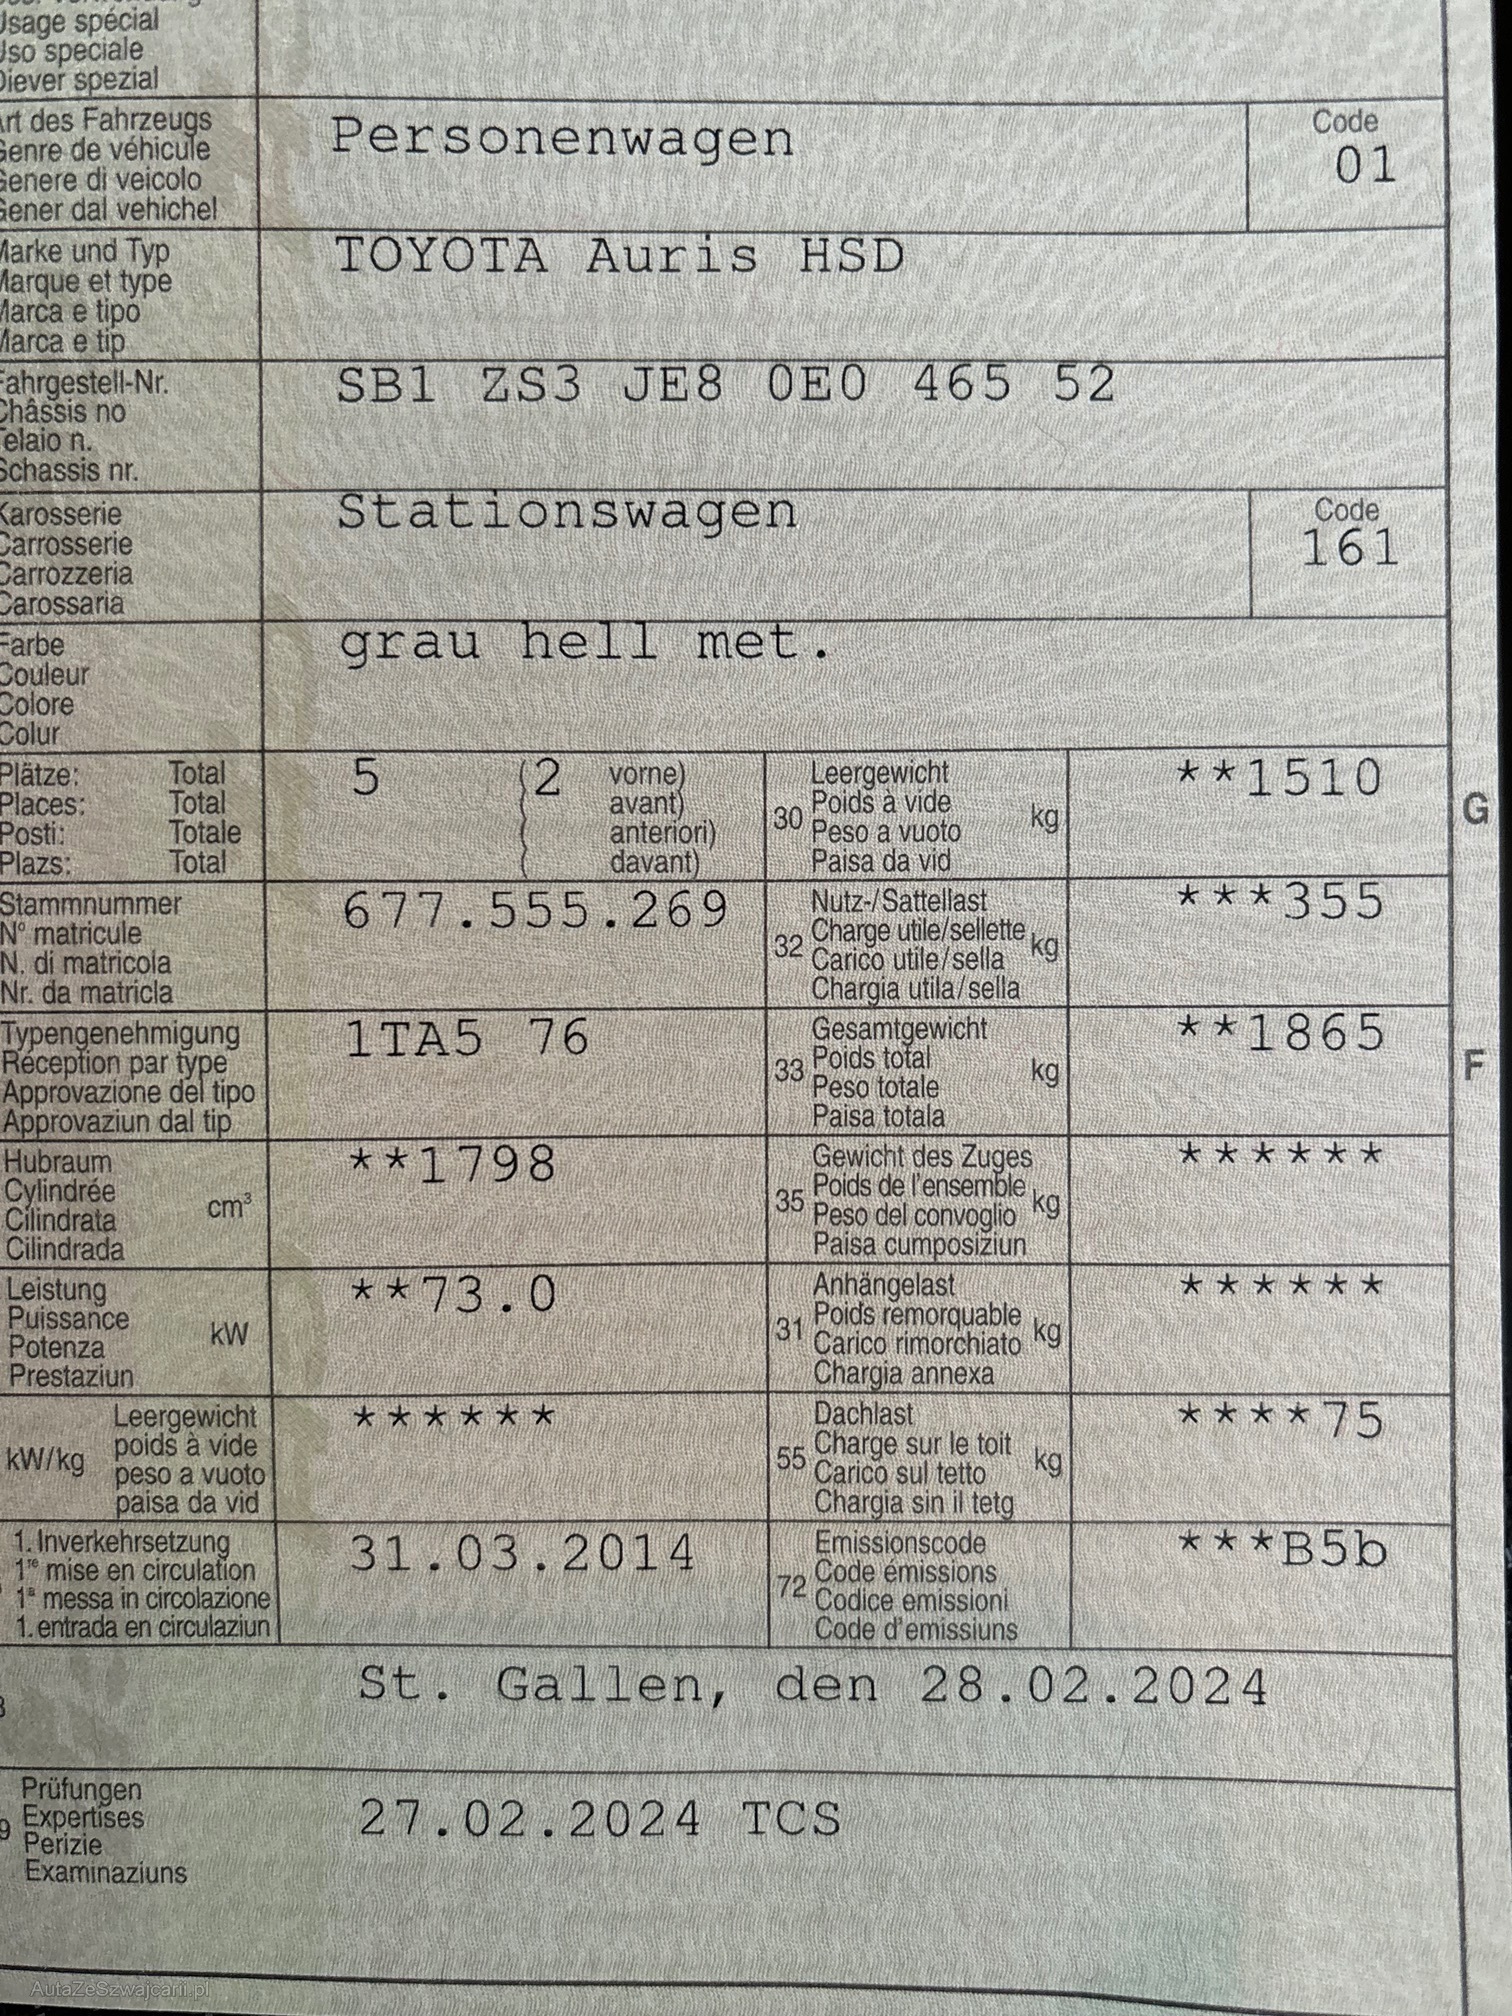 Usage spécial
Uso speciale
Diever spezial
Art des Fahrzeugs
Genre de véhicule
Genere di veicolo
Gener dal vehichel
Personenwagen
Code
01
Marke und Typ
Marque et type
Marca e tipo
Marca e tip
TOYOTA Auris HSD
Fahrgestell-Nr.
Châssis no
Telaio n.
Schassis nr.
SB1 ZS3 JE8 0E0 465 52
Karosserie
Carrosserie
Carrozzeria
Carossaria
Stationswagen
Code
161
Farbe
Couleur
Colore
Colur
grau hell met.
Plätze: Total 5 (2 vorne)
Places: Total ( avant)
Posti: Totale ( anteriori)
Plazs: Total ( davant)
30
Leergewicht
Poids à vide
Peso a vuoto
Paisa da vid
kg
**1510
G
Stammnummer
N° matricule
N. di matricola
Nr. da matricla
677.555.269
32
Nutz-/Sattellast
Charge utile/sellette
Carico utile/sella
Chargia utila/sella
kg
***355
Typengenehmigung
Réception par type
Approvazione del tipo
Approvaziun dal tip
1TA5 76
33
Gesamtgewicht
Poids total
Peso totale
Paisa totala
kg
**1865
F
Hubraum
Cylindrée
Cilindrata
Cilindrada
cm³
**1798
35
Gewicht des Zuges
Poids de l'ensemble
Peso del convoglio
Paisa cumposiziun
kg
******
Leistung
Puissance
Potenza
Prestaziun
kW
**73.0
31
Anhängelast
Poids remorquable
Carico rimorchiato
Chargia annexa
kg
******
kW/kg
Leergewicht
poids à vide
peso a vuoto
paisa da vid
******
55
Dachlast
Charge sur le toit
Carico sul tetto
Chargia sin il tetg
kg
****75
1. Inverkehrsetzung
1re mise en circulation
1a messa in circolazione
1. entrada en circulaziun
31.03.2014
72
Emissionscode
Code émissions
Codice emissioni
Code d'emissiuns
***B5b
St. Gallen, den 28.02.2024
Prüfungen
Expertises
Perizie
Examinaziuns
9
27.02.2024 TCS
AutaZeSzwajcarii.pl